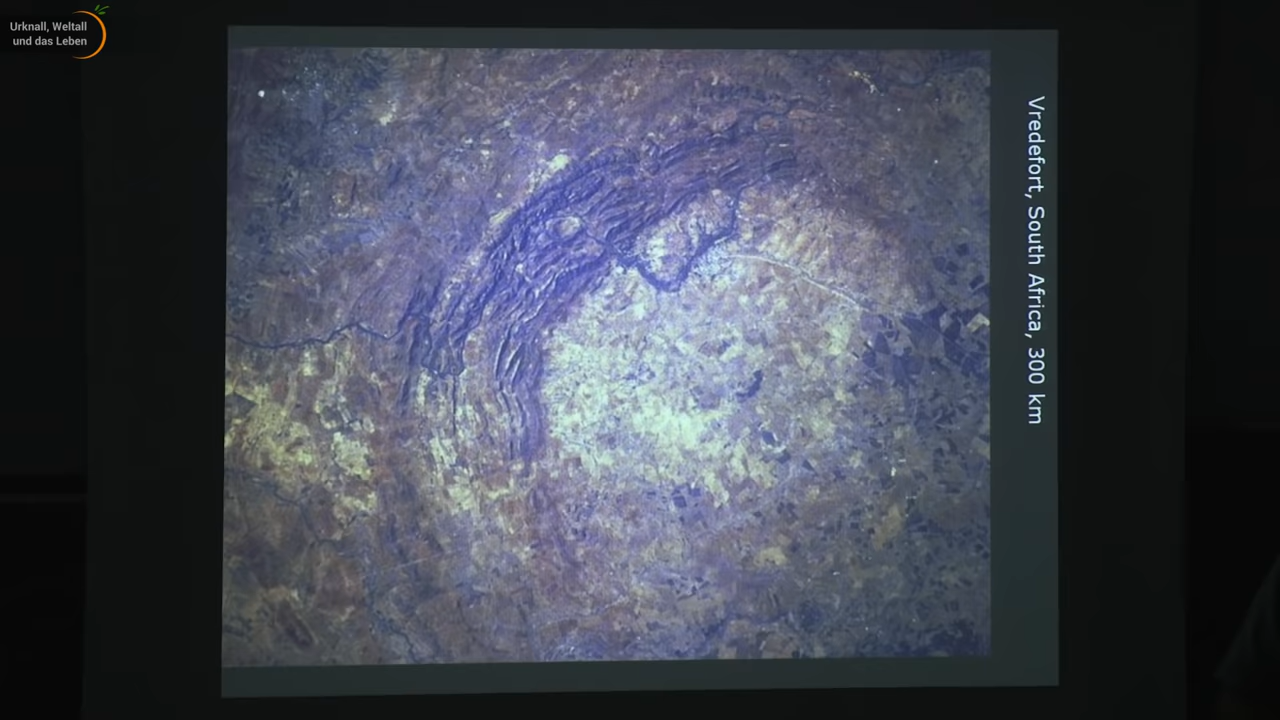 Urknall, Weltall
und das Leben
Vredefort, South Africa, 300 km